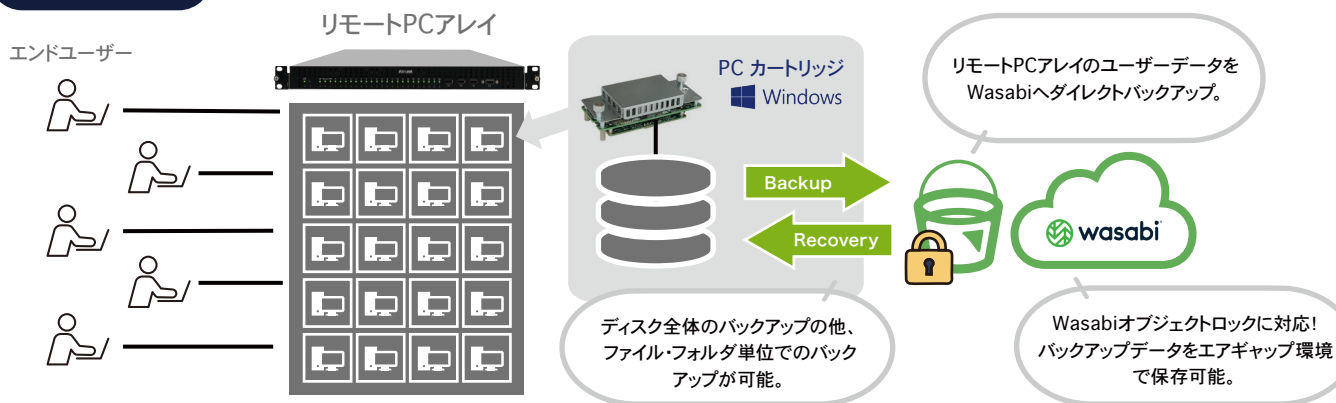 リモートPCアレイ
エンドユーザー
PC カートリッジ
Windows
リモートPCアレイのユーザーデータを
Wasabiへダイレクトバックアップ。
Backup
Recovery
wasabi
ディスク全体のバックアップの他、
ファイル・フォルダ単位でのバック
アップが可能。
Wasabiオブジェクトロックに対応!
バックアップデータをエアギャップ環境
で保存可能。